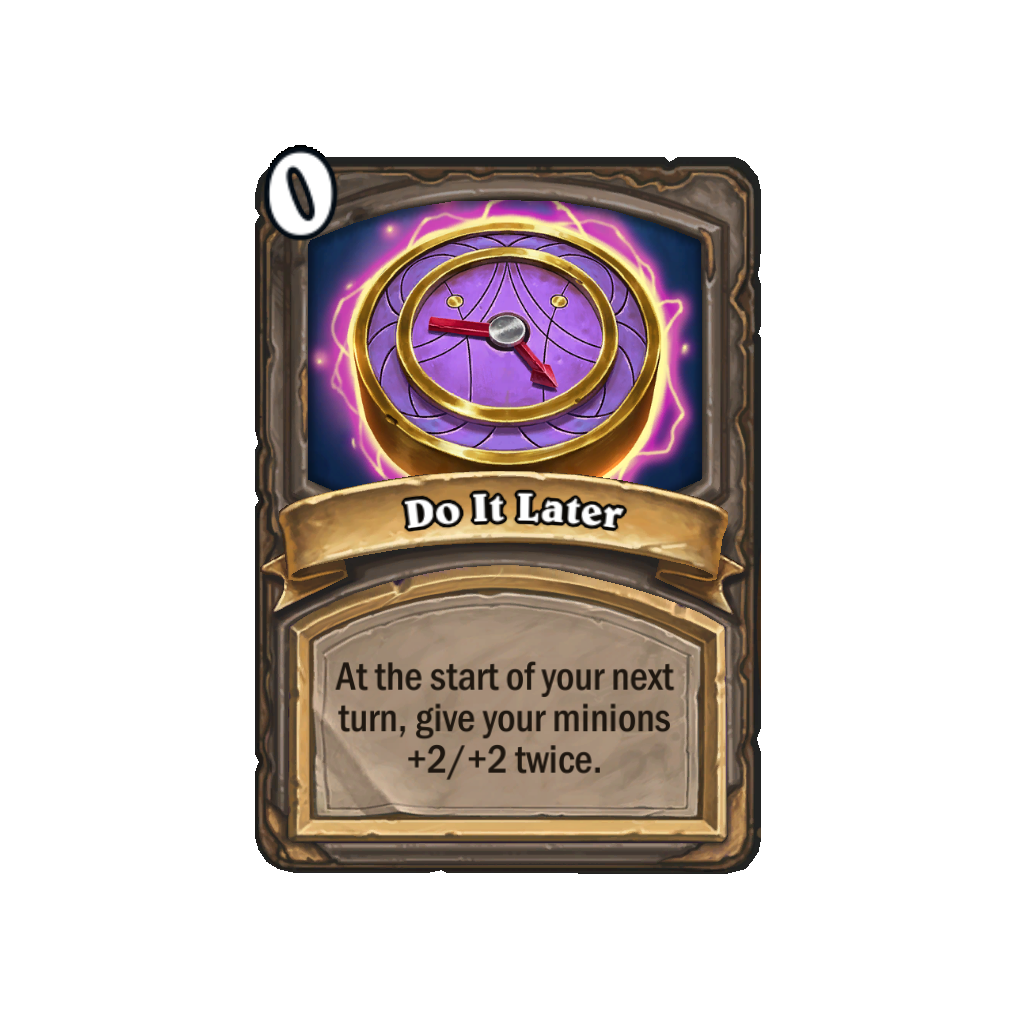 0
Do It Later
At the start of your next
turn, give your minions
+2/+2 twice.